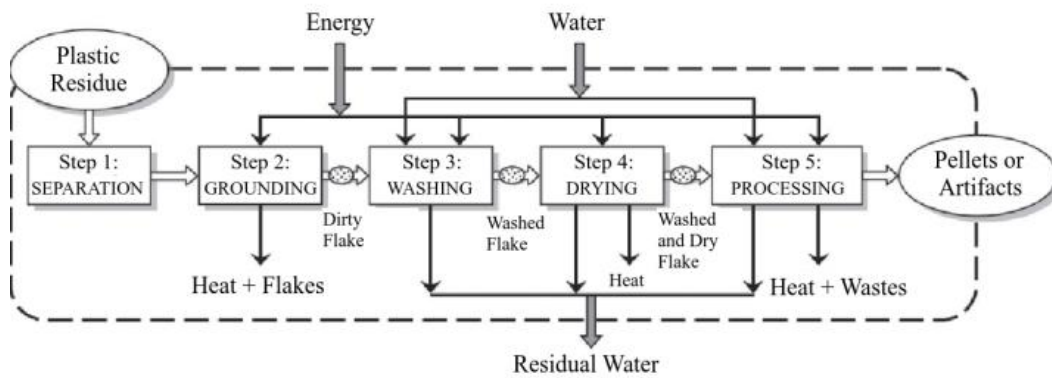 Energy
Water
Plastic
Residue
Step 1:
SEPARATION
Step 2:
GROUNDING
Step 3:
WASHING
Step 4:
DRYING
Step 5:
PROCESSING
Pellets or
Artifacts
Dirty
Flake
Washed
Flake
Washed
and Dry
Flake
Heat + Flakes
Heat
Heat + Wastes
Residual Water